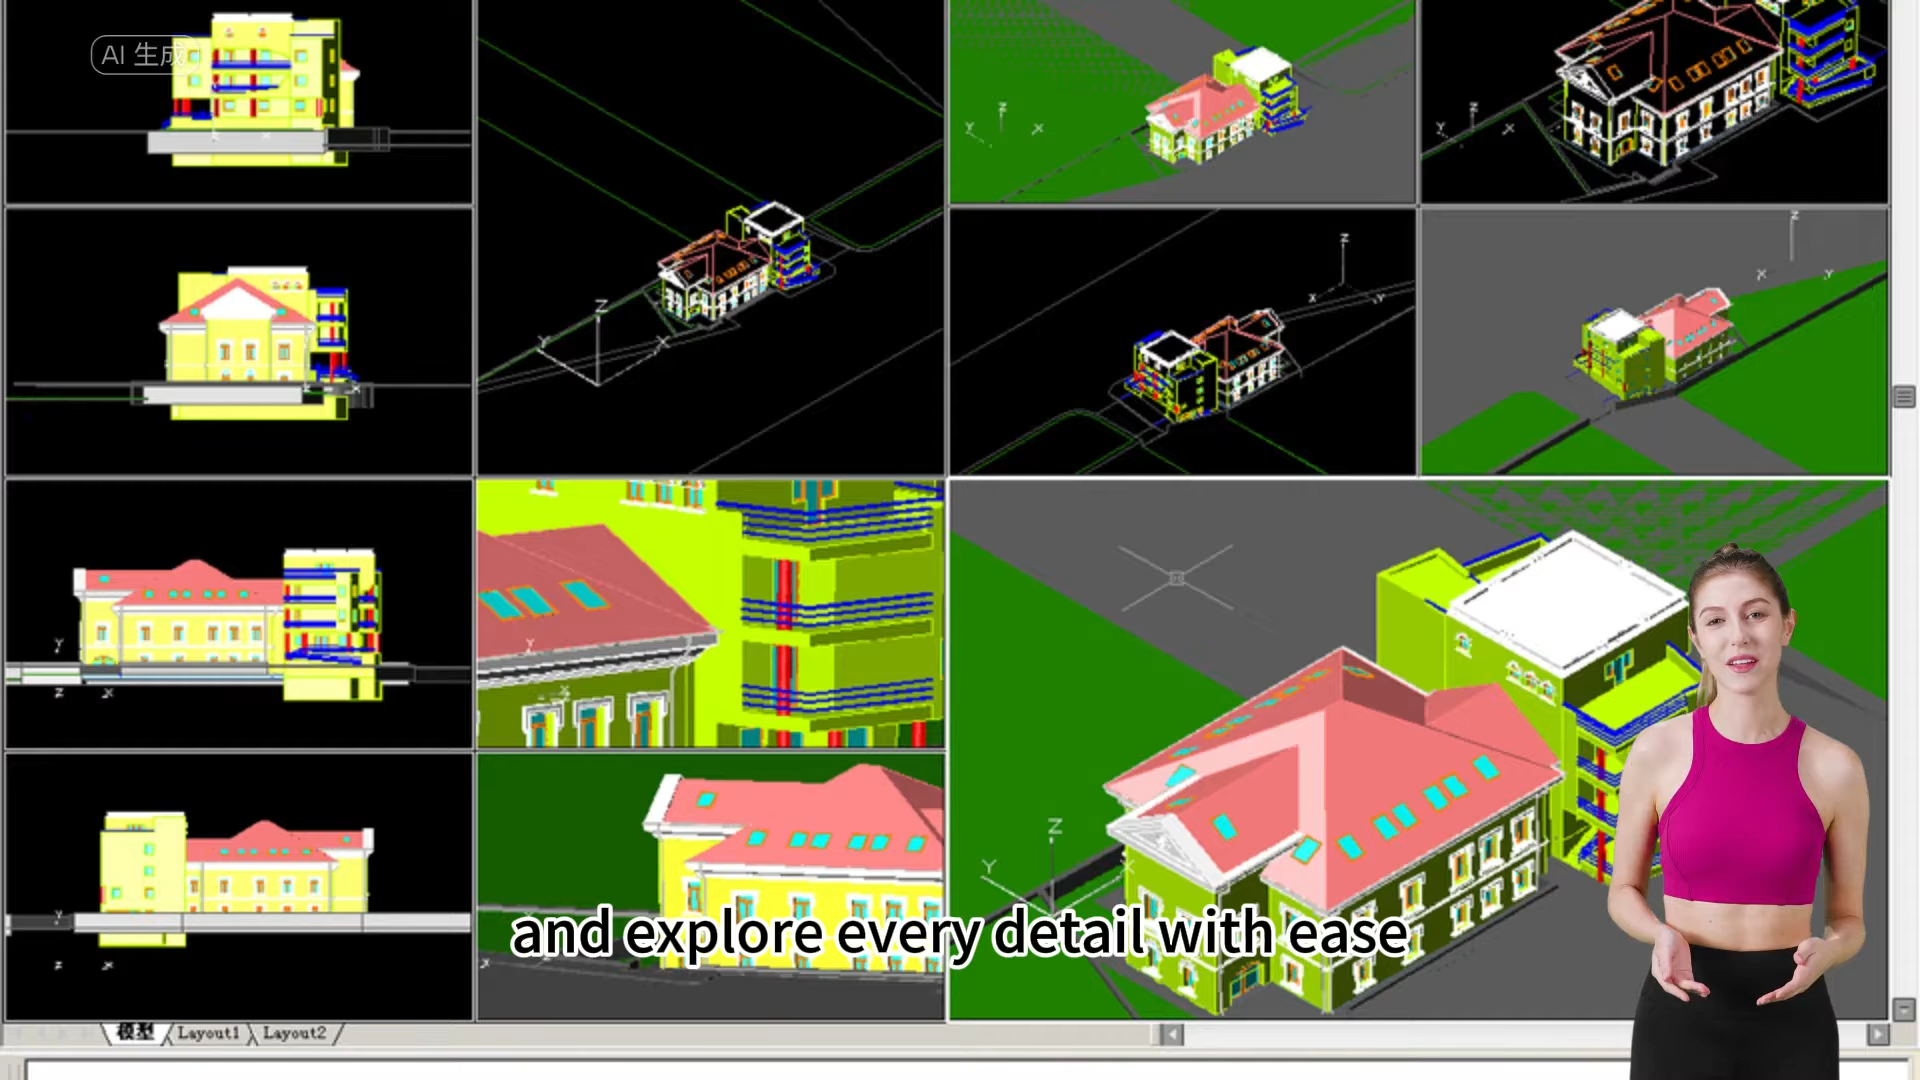 AI 生成
and explore every detail with ease
模型 Layout1 Layout2